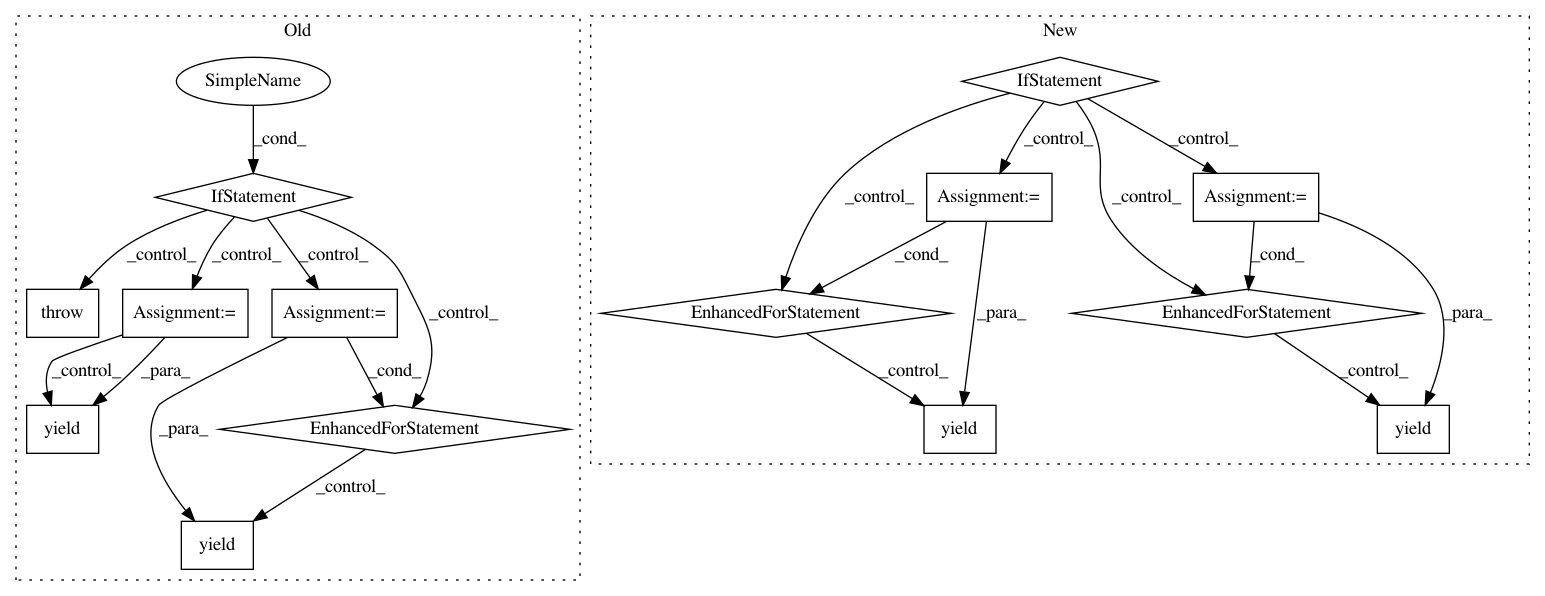 Old
New
SimpleName
IfStatement
_cond_
_control_
_control_
IfStatement
_control_
Assignment:=
Assignment:=
_control_
_control_
_control_
_control_
_cond_
_cond_
throw
Assignment:=
Assignment:=
_control_
EnhancedForStatement
_para_
EnhancedForStatement
_para_
_control_
_para_
_cond_
_control_
_control_
yield
_para_
EnhancedForStatement
yield
yield
_control_
yield